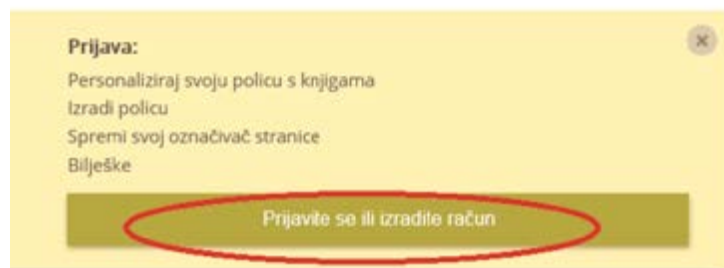 Prijava:
Personaliziraj svoju policu s knjigama
Izradi policu
Spremi svoj označivač stranice
Bilješke
Prijavite se ili izradite račun